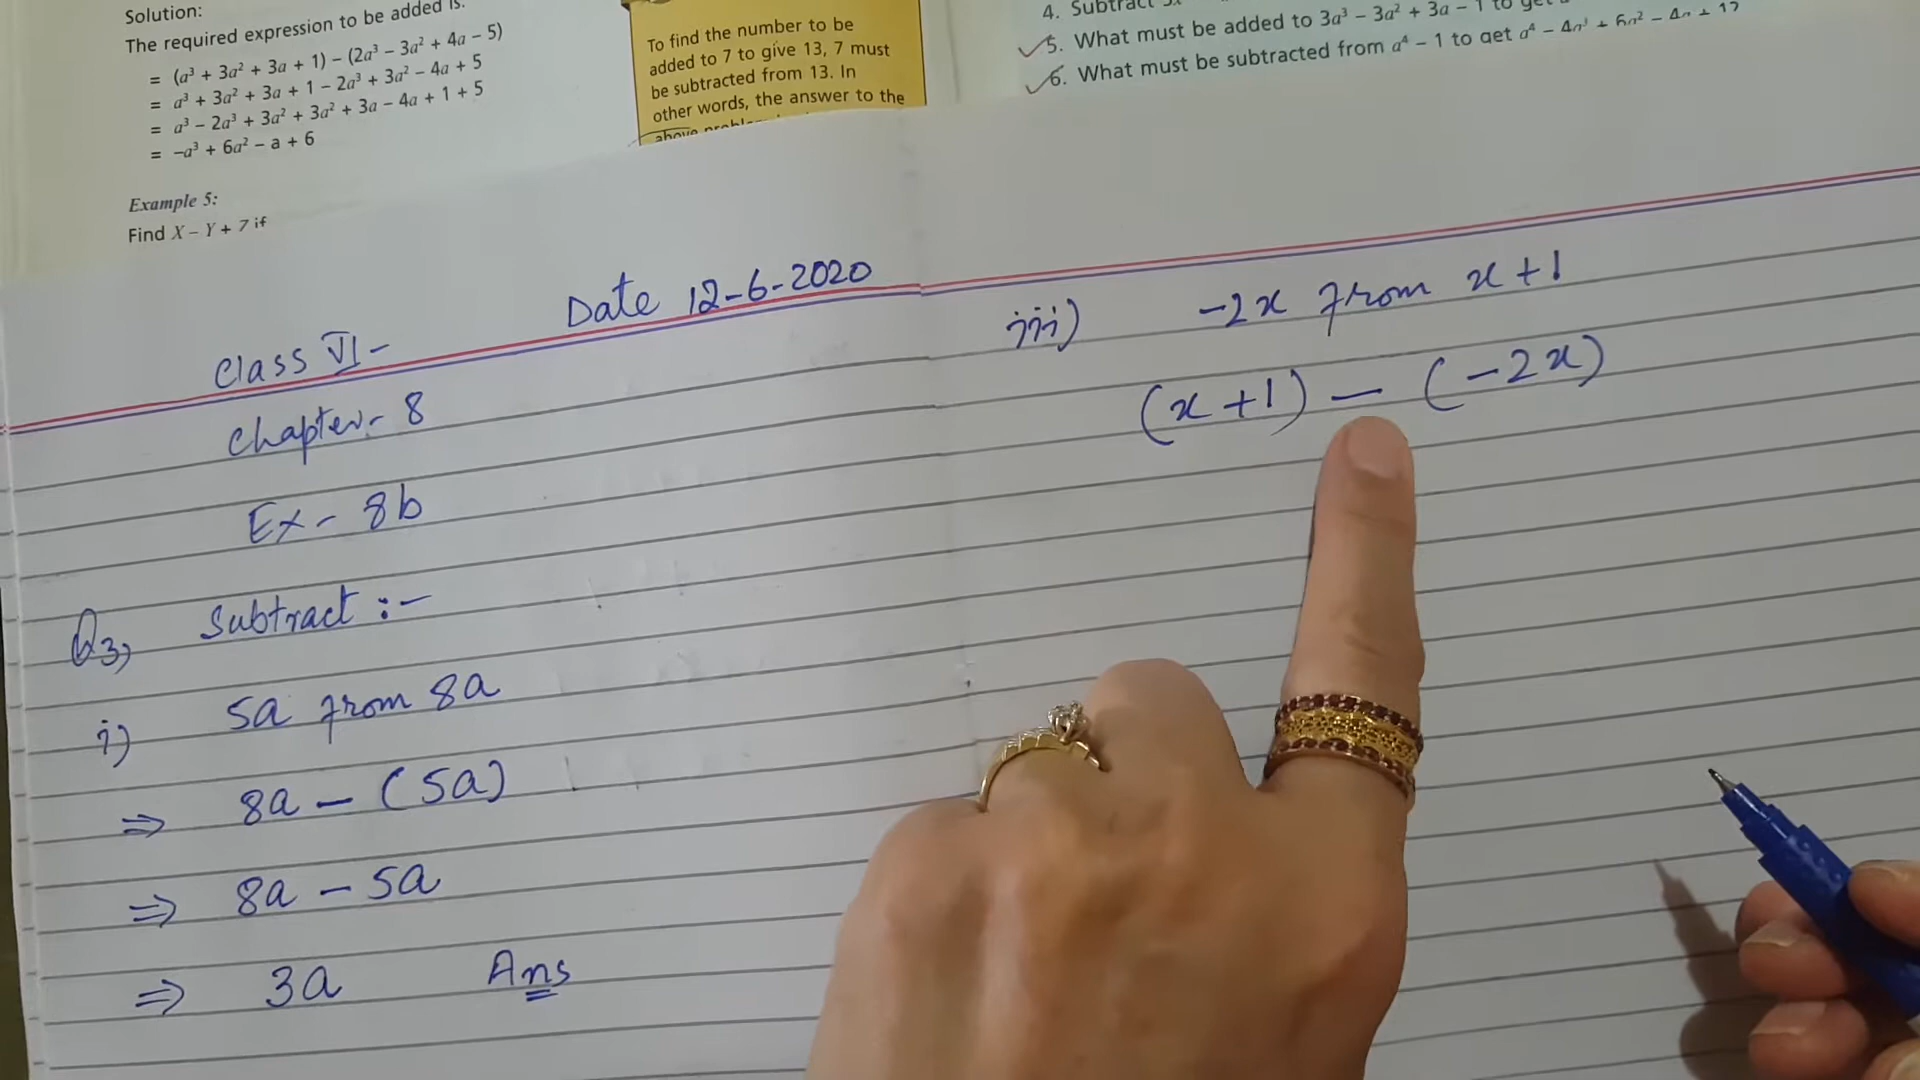 Solution:
The required expression to be added is:
= (a³ + 3a² + 3a + 1) – (2a³ – 3a² + 4a – 5)
= a³ + 3a² + 3a + 1 – 2a³ + 3a² – 4a + 5
= a³ – 2a³ + 3a² + 3a² + 3a – 4a + 1 + 5
= –a³ + 6a² – a + 6
Example 5:
Find X – Y + 7 if
To find the number to be
added to 7 to give 13, 7 must
be subtracted from 13. In
other words, the answer to the
above
4. Subtract
5. What must be added to 3a³ – 3a² + 3a – 1 to get
6. What must be subtracted from a⁴ – 1 to get a⁴ – 4a³ + 6a² – 4a + 12
Date 12-6-2020
Class VI -
Chapter- 8
Ex - 8b
Q3, Subtract :-
i) 5a from 8a
⇒ 8a - (5a)
⇒ 8a - 5a
⇒ 3a Ans
iii) -2x from x+1
(x+1) - (-2x)